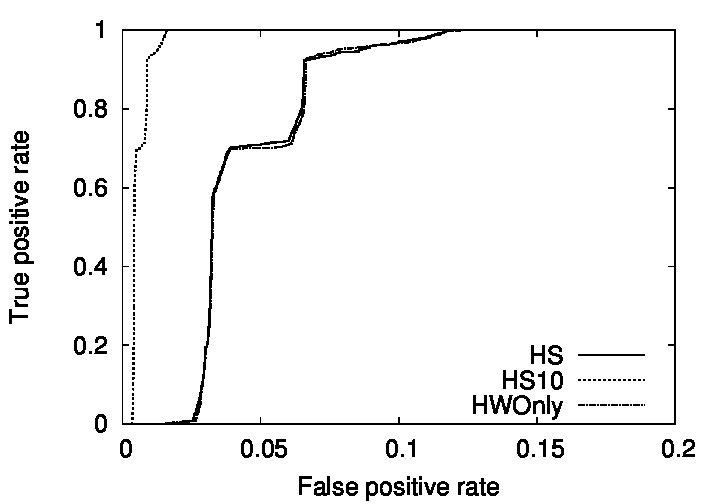 1
0.8
0.6
0.4
0.2
0
True positive rate
HS
HS10
HWOnly
0 0.05 0.1 0.15 0.2
False positive rate